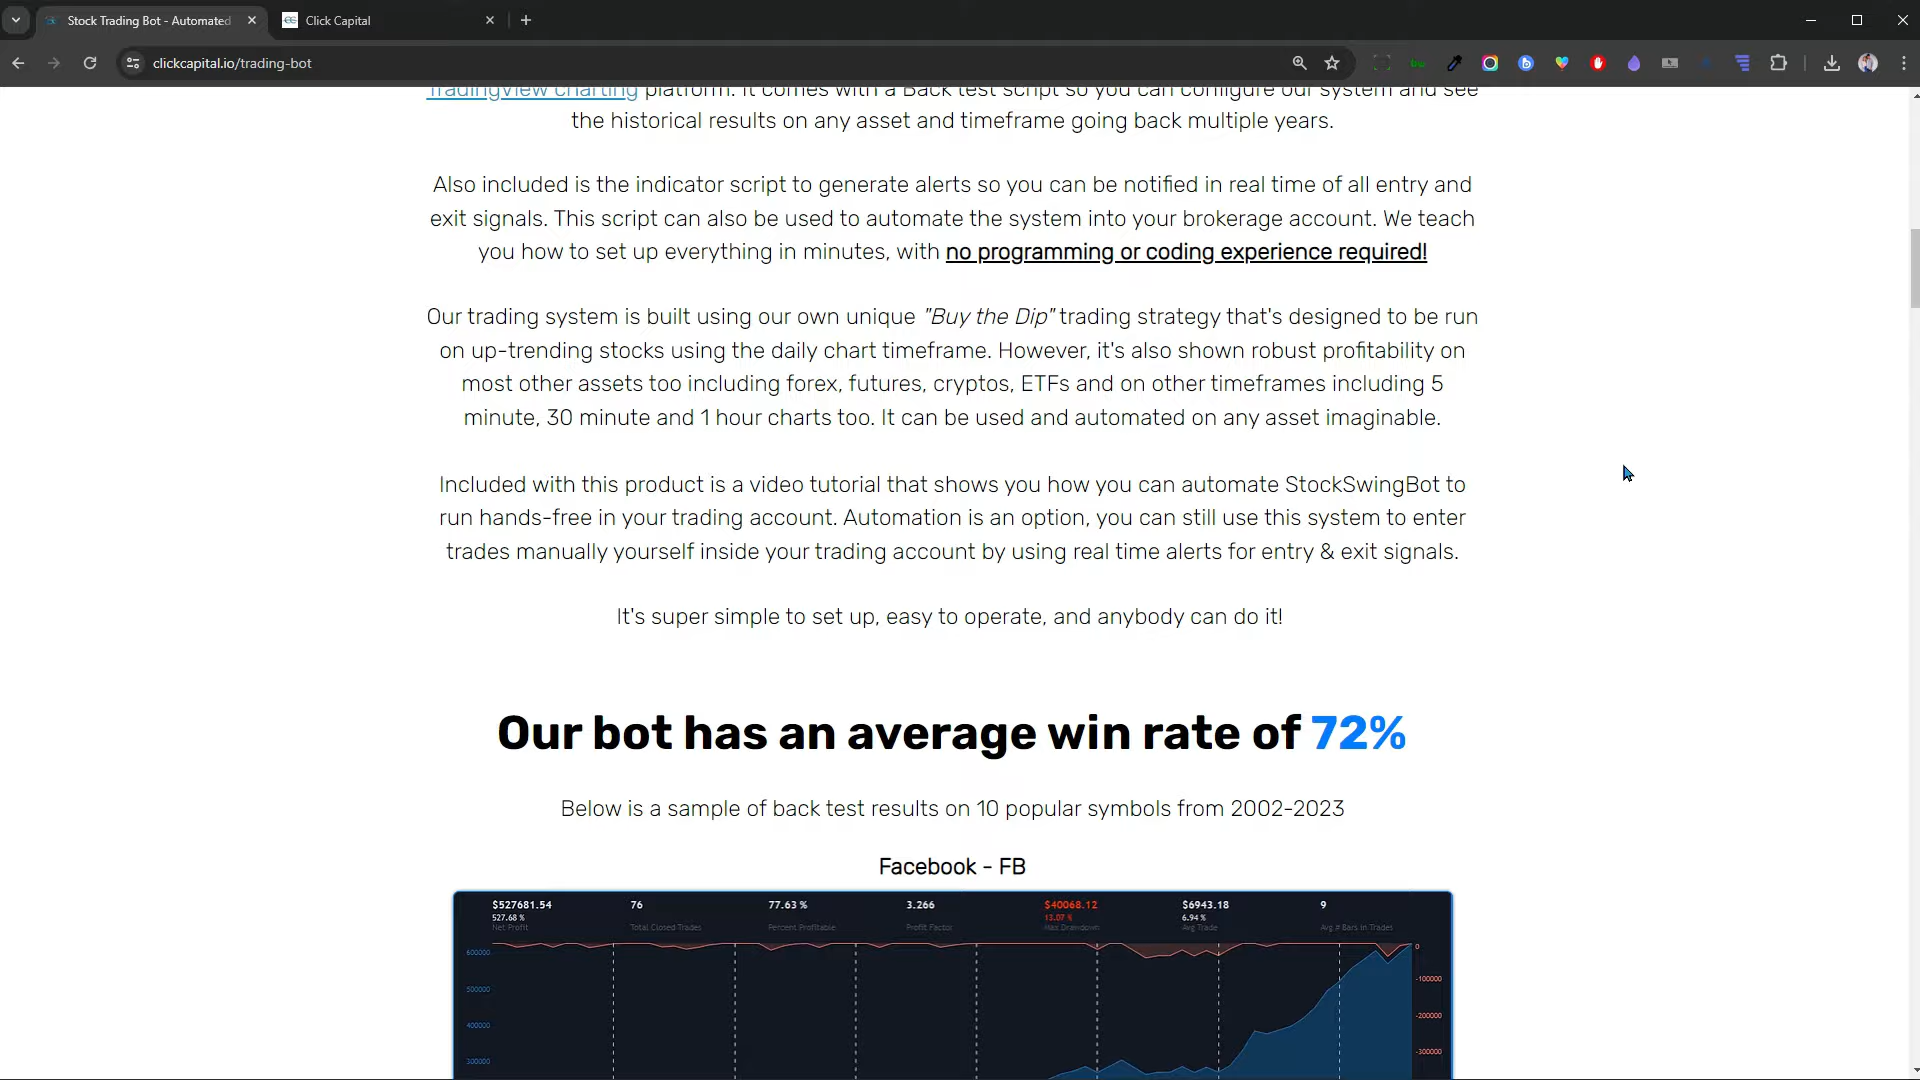 Stock Trading Bot - Automated
Click Capital
clickcapital.io/trading-bot
TradingView charting platform. It comes with a Back test script so you can configure our system and see
the historical results on any asset and timeframe going back multiple years.
Also included is the indicator script to generate alerts so you can be notified in real time of all entry and
exit signals. This script can also be used to automate the system into your brokerage account. We teach
you how to set up everything in minutes, with no programming or coding experience required!
Our trading system is built using our own unique "Buy the Dip" trading strategy that's designed to be run
on up-trending stocks using the daily chart timeframe. However, it's also shown robust profitability on
most other assets too including forex, futures, cryptos, ETFs and on other timeframes including 5
minute, 30 minute and 1 hour charts too. It can be used and automated on any asset imaginable.
Included with this product is a video tutorial that shows you how you can automate StockSwingBot to
run hands-free in your trading account. Automation is an option, you can still use this system to enter
trades manually yourself inside your trading account by using real time alerts for entry & exit signals.
It's super simple to set up, easy to operate, and anybody can do it!
Our bot has an average win rate of 72%
Below is a sample of back test results on 10 popular symbols from 2002-2023
Facebook - FB
$527681.54 76 77.63 % 3.266 $40068.12 $6943.18 9
527.68 % 13.07 % 6.94 %
Net Profit Total Closed Trades Percent Profitable Profit Factor Max Drawdown Avg Trade Avg # Bars in Trades
600000 0
500000 -100000
400000 -200000
300000 -300000